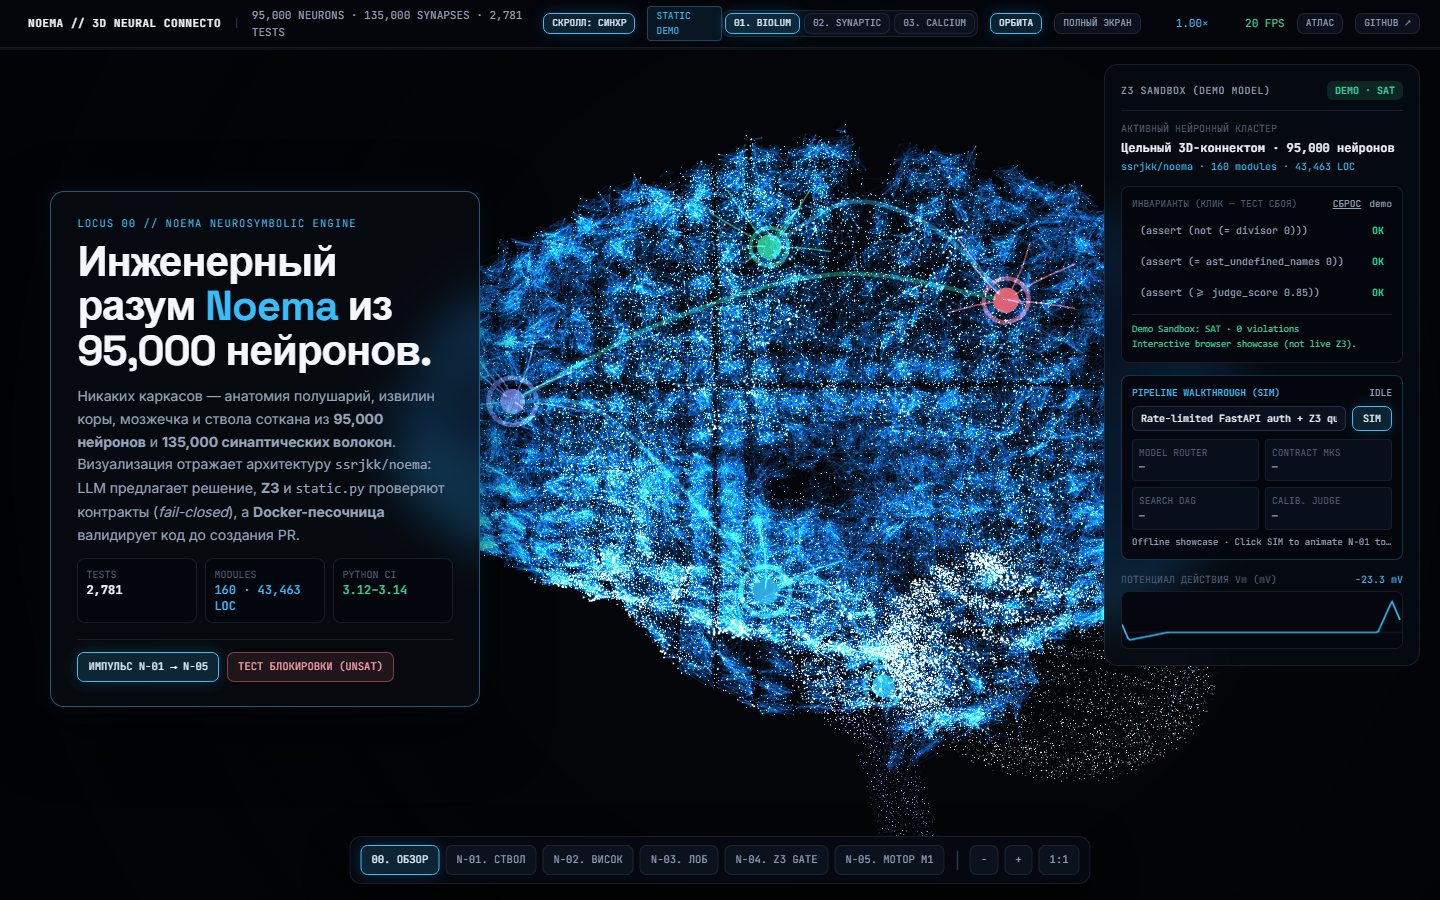 NOEMA // 3D NEURAL CONNECTO
95,000 NEURONS · 135,000 SYNAPSES · 2,781
TESTS
СКРОЛЛ: СИНХР
STATIC
DEMO
01. BIOLUM
02. SYNAPTIC
03. CALCIUM
ОРБИТА
ПОЛНЫЙ ЭКРАН
1.00×
20 FPS
АТЛАС
GITHUB ↗
LOCUS 00 // NOEMA NEUROSYMBOLIC ENGINE
Инженерный
разум Noema из
95,000 нейронов.
Никаких каркасов — анатомия полушарий, извилин
коры, мозжечка и ствола соткана из 95,000
нейронов и 135,000 синаптических волокон.
Визуализация отражает архитектуру ssrjkk/noema:
LLM предлагает решение, Z3 и static.py проверяют
контракты (fail-closed), а Docker-песочница
валидирует код до создания PR.
TESTS
2,781
MODULES
160 · 43,463
LOC
PYTHON CI
3.12–3.14
ИМПУЛЬС N-01 → N-05
ТЕСТ БЛОКИРОВКИ (UNSAT)
Z3 SANDBOX (DEMO MODEL)
DEMO · SAT
АКТИВНЫЙ НЕЙРОННЫЙ КЛАСТЕР
Цельный 3D-коннектом · 95,000 нейронов
ssrjkk/noema · 160 modules · 43,463 LOC
ИНВАРИАНТЫ (КЛИК — ТЕСТ СБОЯ)
СБРОС
demo
(assert (not (= divisor 0)))
OK
(assert (= ast_undefined_names 0))
OK
(assert (>= judge_score 0.85))
OK
Demo Sandbox: SAT · 0 violations
Interactive browser showcase (not live Z3).
PIPELINE WALKTHROUGH (SIM)
IDLE
Rate-limited FastAPI auth + Z3 qu
SIM
MODEL ROUTER
—
CONTRACT MKS
—
SEARCH DAG
—
CALIB. JUDGE
—
Offline showcase · Click SIM to animate N-01 to…
ПОТЕНЦИАЛ ДЕЙСТВИЯ Vm (mV)
-23.3 mV
00. ОБЗОР
N-01. СТВОЛ
N-02. ВИСОК
N-03. ЛОБ
N-04. Z3 GATE
N-05. МОТОР M1
-
+
1:1